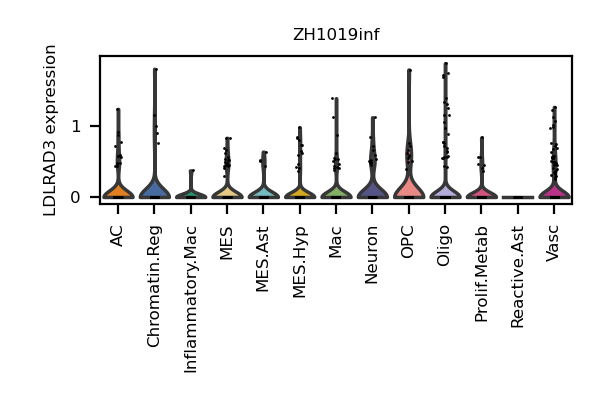 ZH1019inf
LDLRAD3 expression
1
0
AC
Chromatin.Reg
Inflammatory.Mac
MES
MES.Ast
MES.Hyp
Mac
Neuron
OPC
Oligo
Prolif.Metab
Reactive.Ast
Vasc